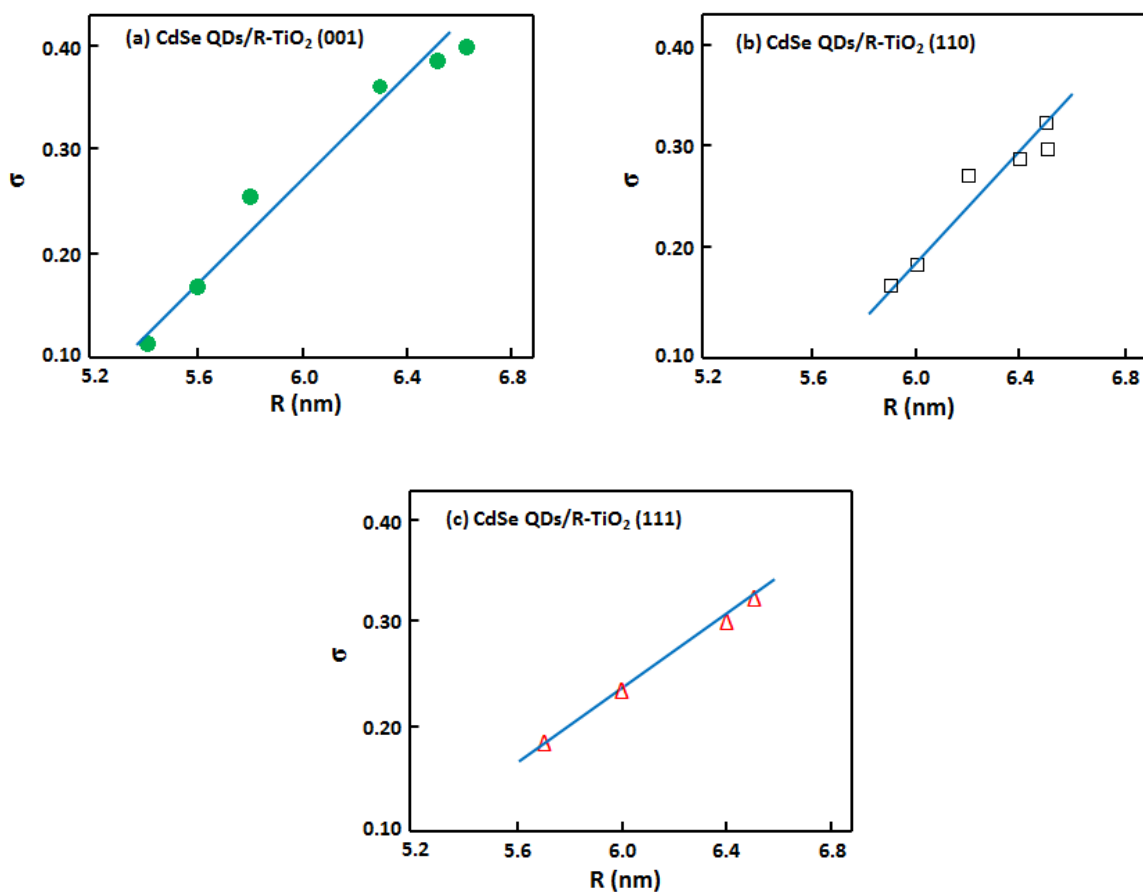 (a) CdSe QDs/R-TiO₂ (001)
0.40
0.30
0.20
0.10
σ
5.2 5.6 6.0 6.4 6.8
R (nm)
(b) CdSe QDs/R-TiO₂ (110)
0.40
0.30
0.20
0.10
σ
5.2 5.6 6.0 6.4 6.8
R (nm)
(c) CdSe QDs/R-TiO₂ (111)
0.40
0.30
0.20
0.10
σ
5.2 5.6 6.0 6.4 6.8
R (nm)